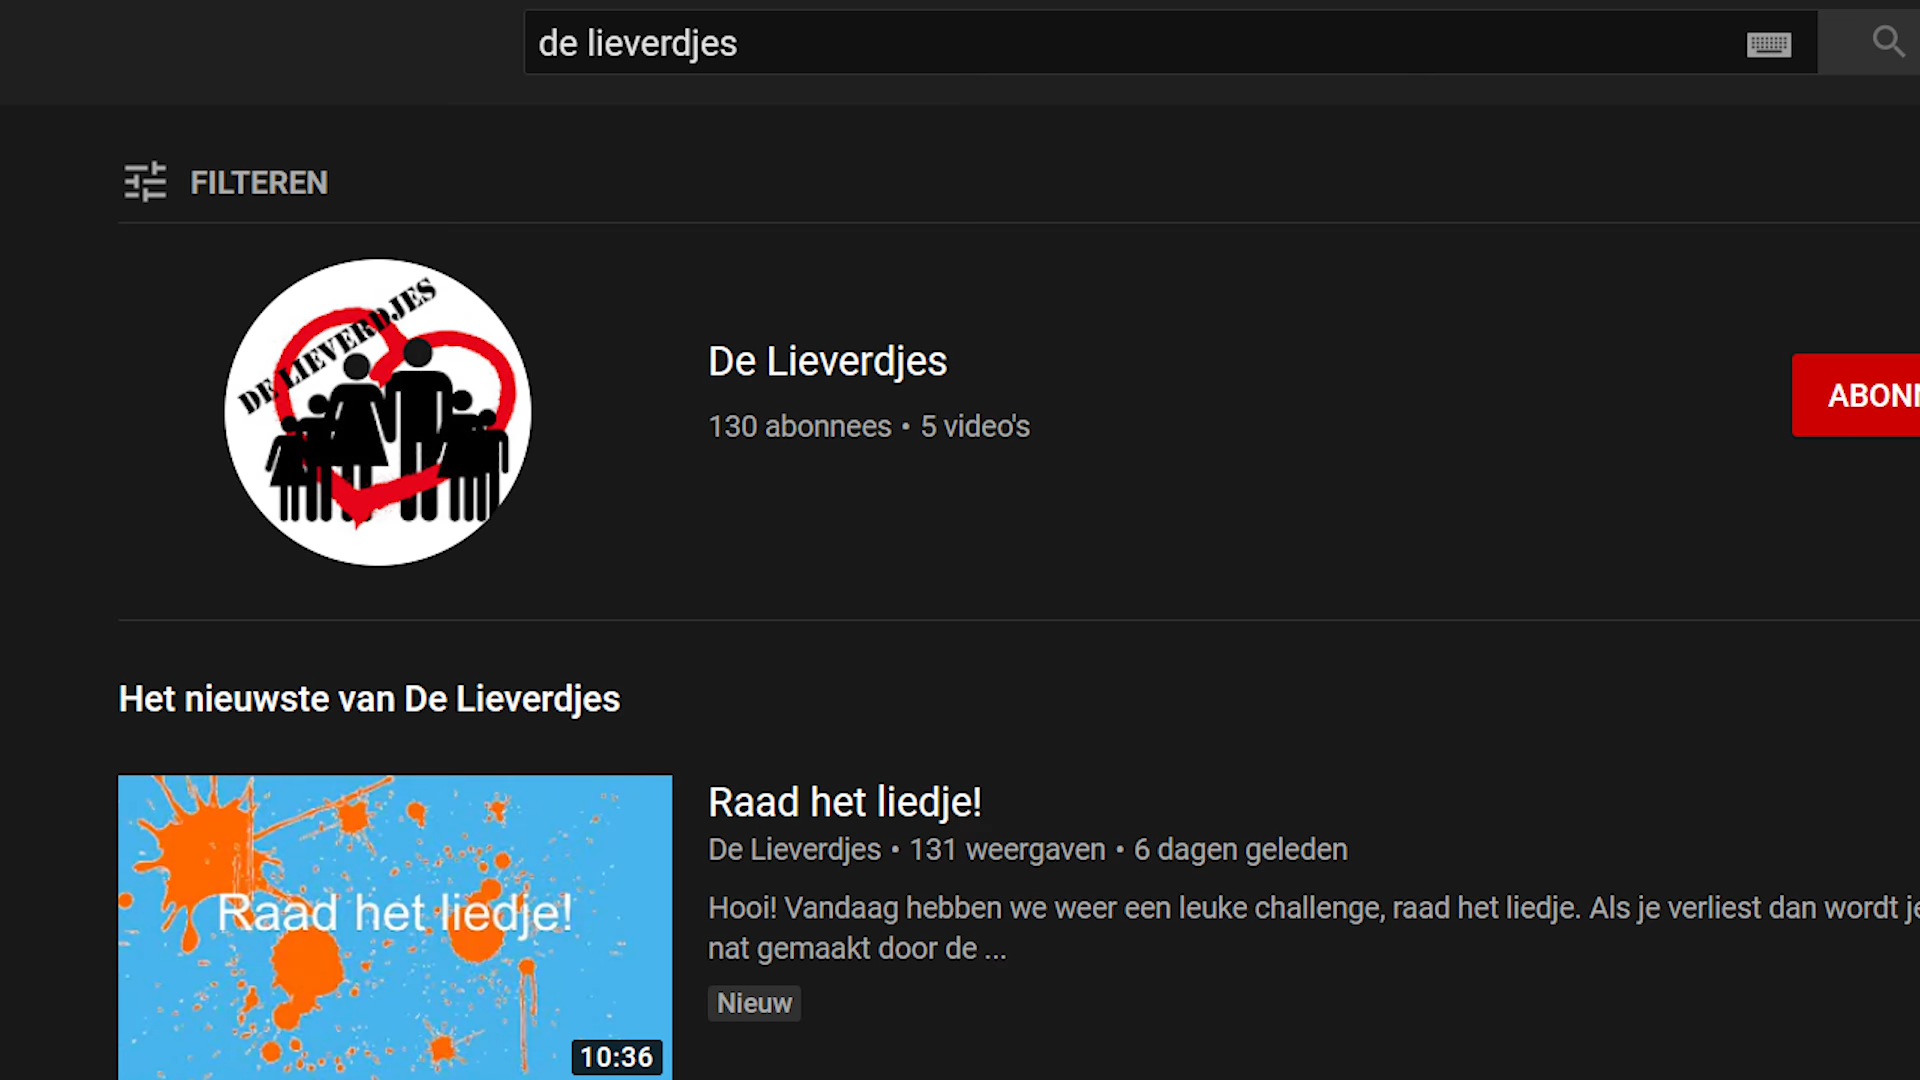 de lieverdjes
FILTEREN
DE LIEVERDJES
De Lieverdjes
130 abonnees • 5 video's
ABON
Het nieuwste van De Lieverdjes
Raad het liedje!
10:36
Raad het liedje!
De Lieverdjes • 131 weergaven • 6 dagen geleden
Hooi! Vandaag hebben we weer een leuke challenge, raad het liedje. Als je verliest dan wordt je
nat gemaakt door de ...
Nieuw